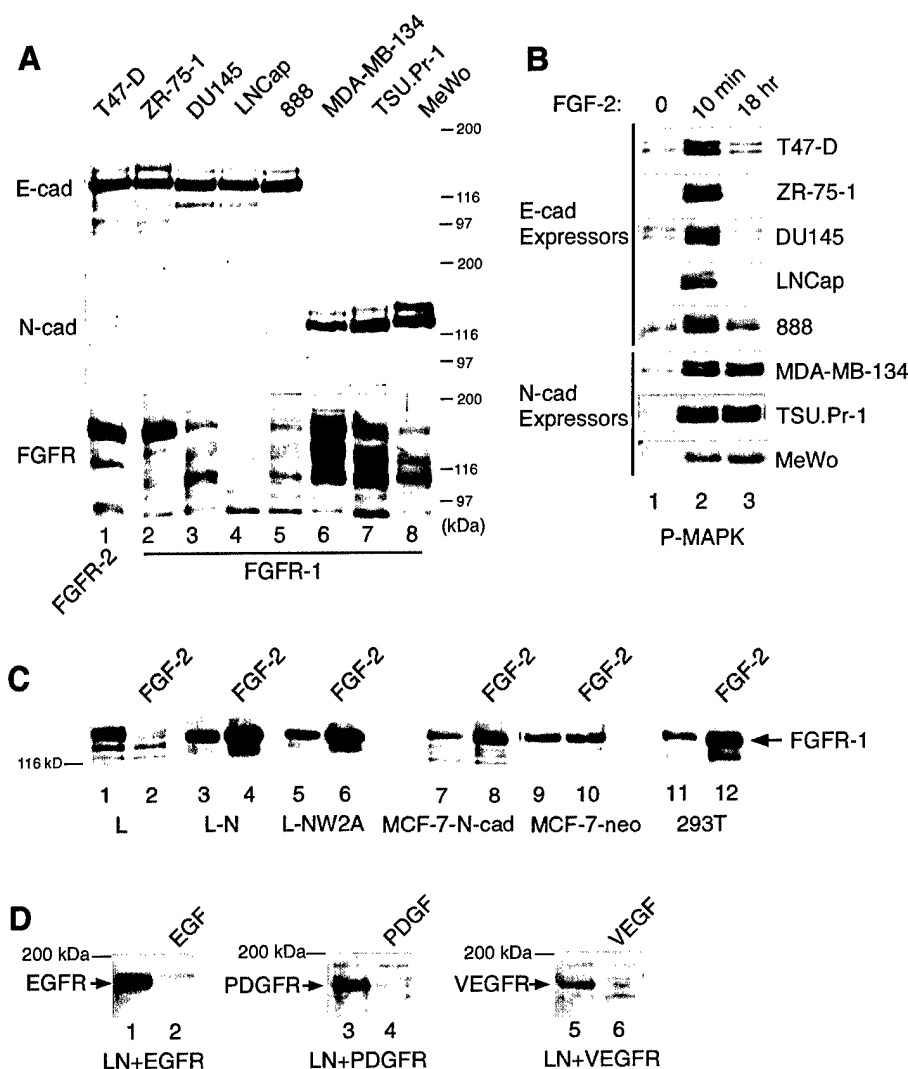 A
T47-D ZR-75-1 DU145 LNCap 888 MDA-MB-134 TSU.Pr-1 MeWo
200
E-cad
116
97
200
N-cad
116
97
200
FGFR
116
97
(kDa)
1 2 3 4 5 6 7 8
FGFR-2
FGFR-1
B
FGF-2: 0 10 min 18 hr
E-cad
Expressors
T47-D
ZR-75-1
DU145
LNCap
888
N-cad
Expressors
MDA-MB-134
TSU.Pr-1
MeWo
1 2 3
P-MAPK
C
FGF-2 FGF-2 FGF-2 FGF-2 FGF-2 FGF-2
FGFR-1
116 kD
1 2 3 4 5 6 7 8 9 10 11 12
L L-N L-NW2A MCF-7-N-cad MCF-7-neo 293T
D
EGF
200 kDa
EGFR
1 2
LN+EGFR
PDGF
200 kDa
PDGFR
3 4
LN+PDGFR
VEGF
200 kDa
VEGFR
5 6
LN+VEGFR